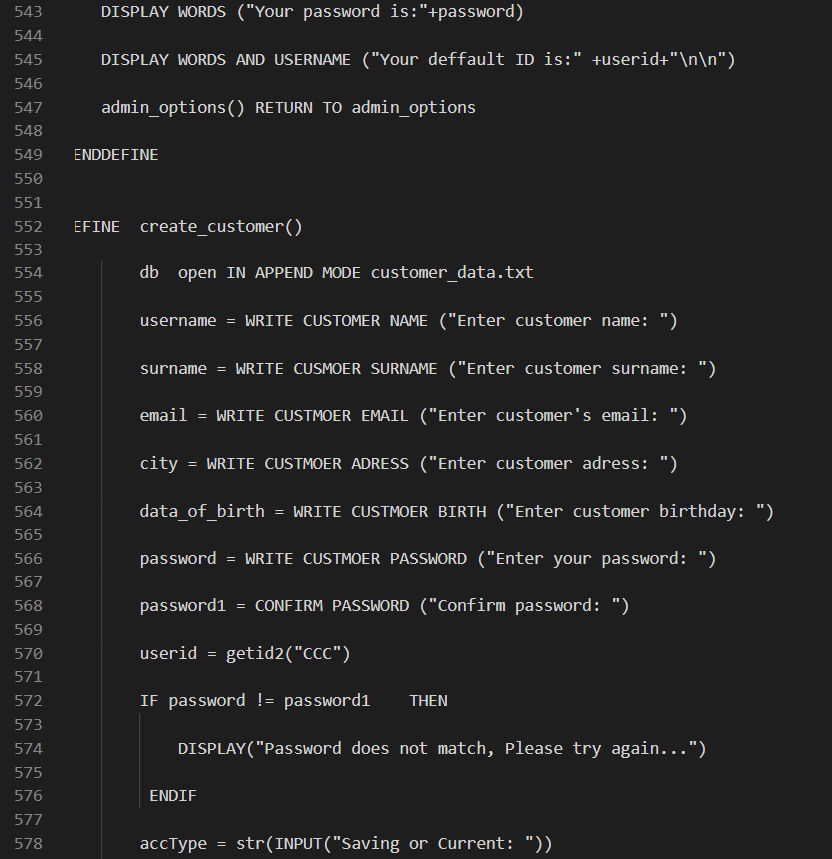 543 DISPLAY WORDS ("Your password is:"+password)
544
545 DISPLAY WORDS AND USERNAME ("Your deffault ID is:" +userid+"\n\n")
546
547 admin_options() RETURN TO admin_options
548
549 ENDDEFINE
550
551
552 EFINE  create_customer()
553
554 db  open IN APPEND MODE customer_data.txt
555
556 username = WRITE CUSTOMER NAME ("Enter customer name: ")
557
558 surname = WRITE CUSMOER SURNAME ("Enter customer surname: ")
559
560 email = WRITE CUSTMOER EMAIL ("Enter customer's email: ")
561
562 city = WRITE CUSTMOER ADRESS ("Enter customer adress: ")
563
564 data_of_birth = WRITE CUSTMOER BIRTH ("Enter customer birthday: ")
565
566 password = WRITE CUSTMOER PASSWORD ("Enter your password: ")
567
568 password1 = CONFIRM PASSWORD ("Confirm password: ")
569
570 userid = getid2("CCC")
571
572 IF password != password1    THEN
573
574 DISPLAY("Password does not match, Please try again...")
575
576 ENDIF
577
578 accType = str(INPUT("Saving or Current: "))